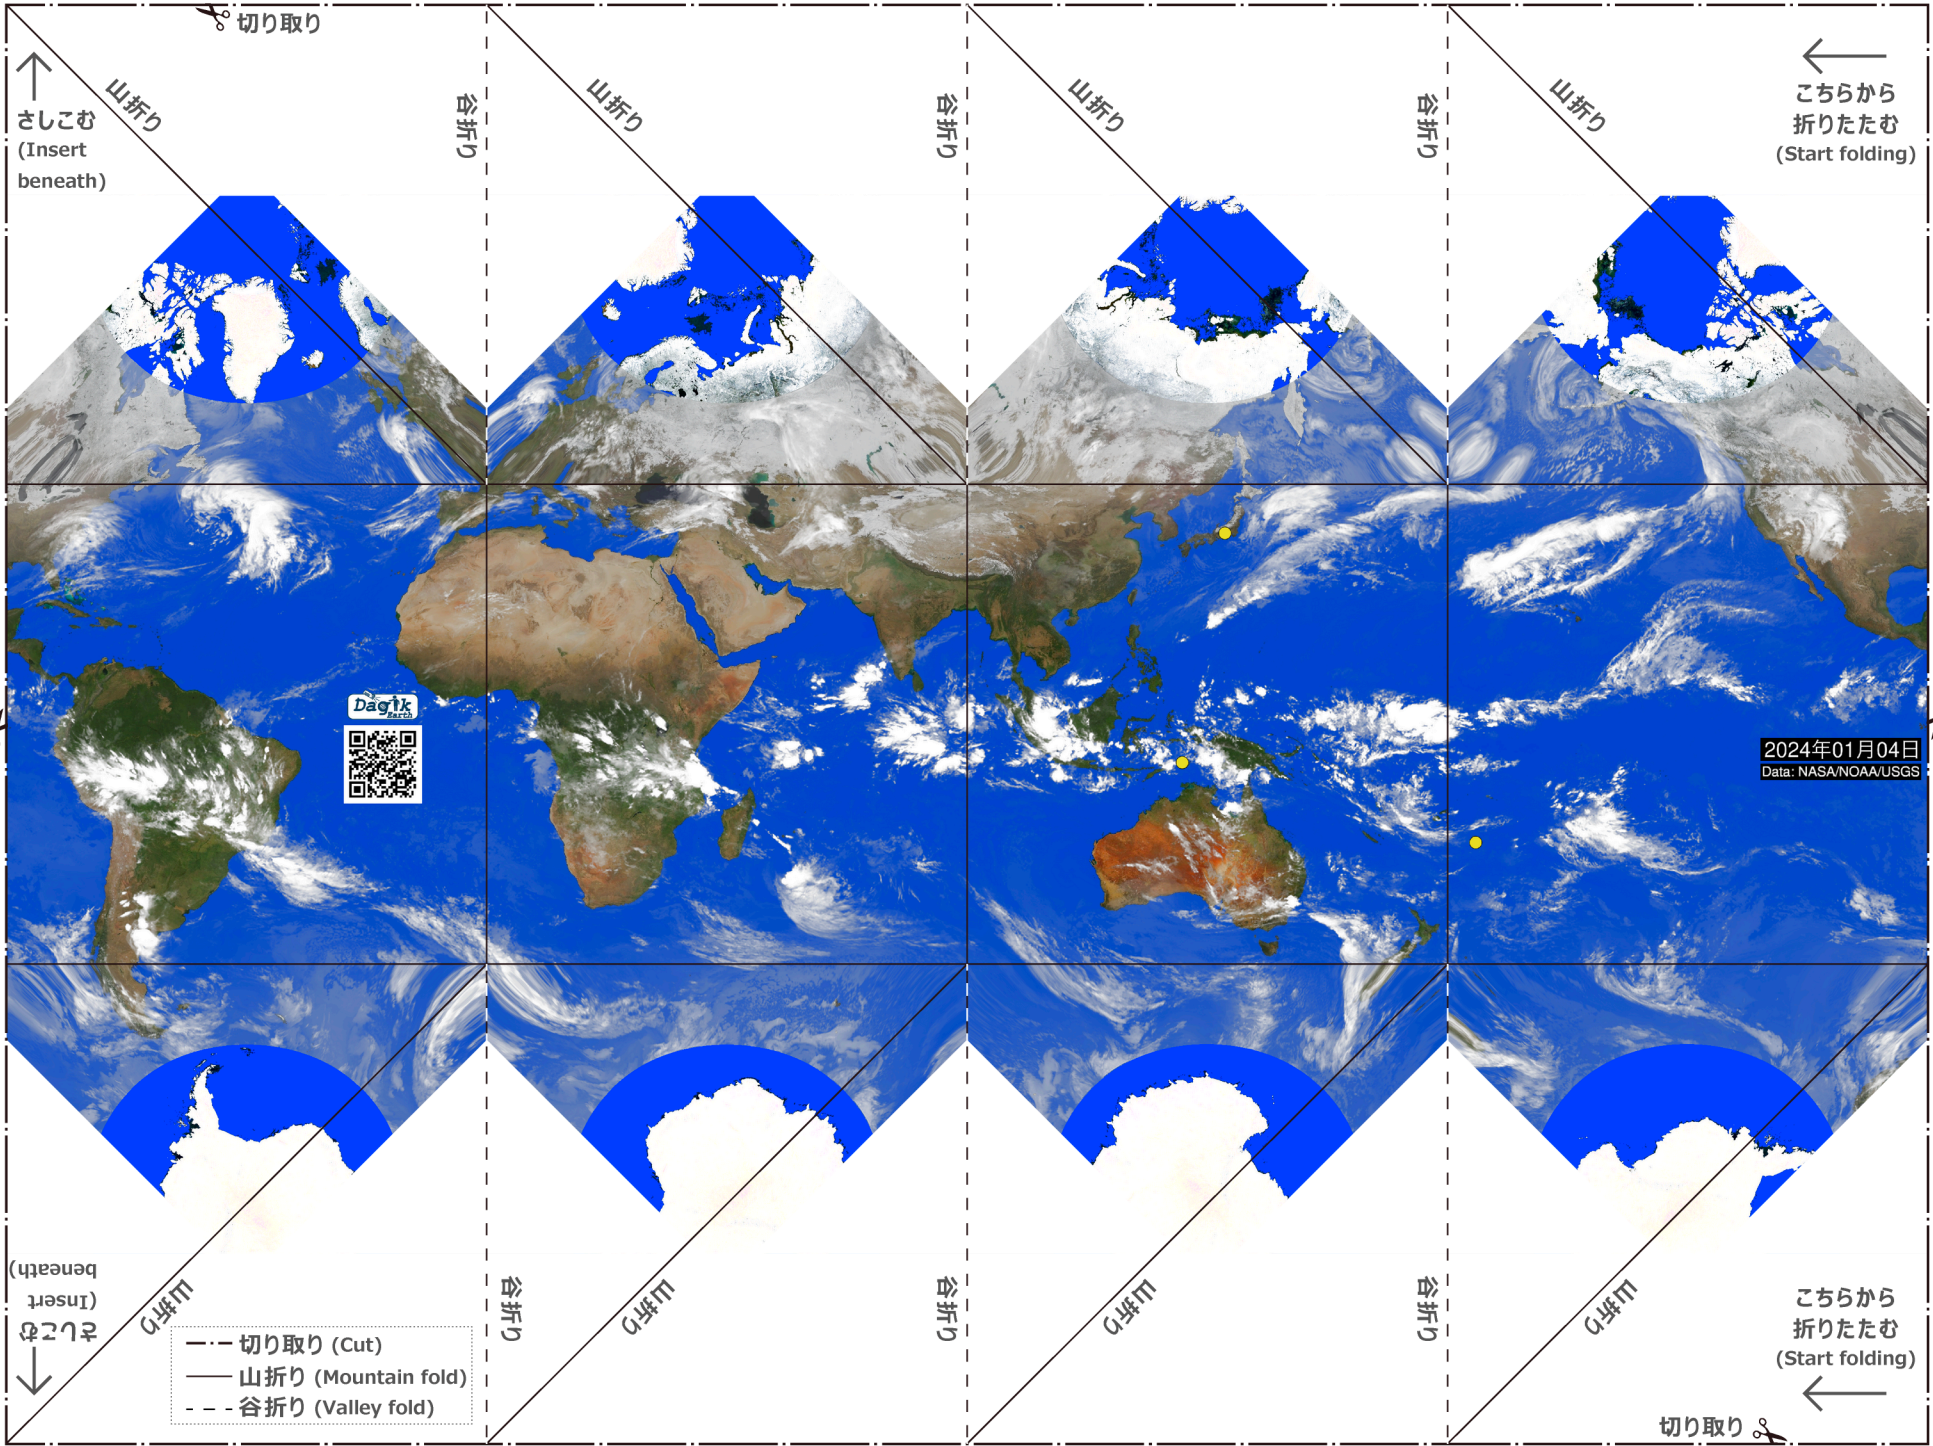 切り取り
さしこむ
(Insert
beneath)
山折り
谷折り
山折り
谷折り
山折り
谷折り
山折り
こちらから
折りたたむ
(Start folding)
Dagik
Earth
2024年01月04日
Data: NASA/NOAA/USGS
さしこむ
(Insert
beneath)
山折り
谷折り
山折り
谷折り
山折り
谷折り
山折り
こちらから
折りたたむ
(Start folding)
切り取り (Cut)
山折り (Mountain fold)
谷折り (Valley fold)
切り取り